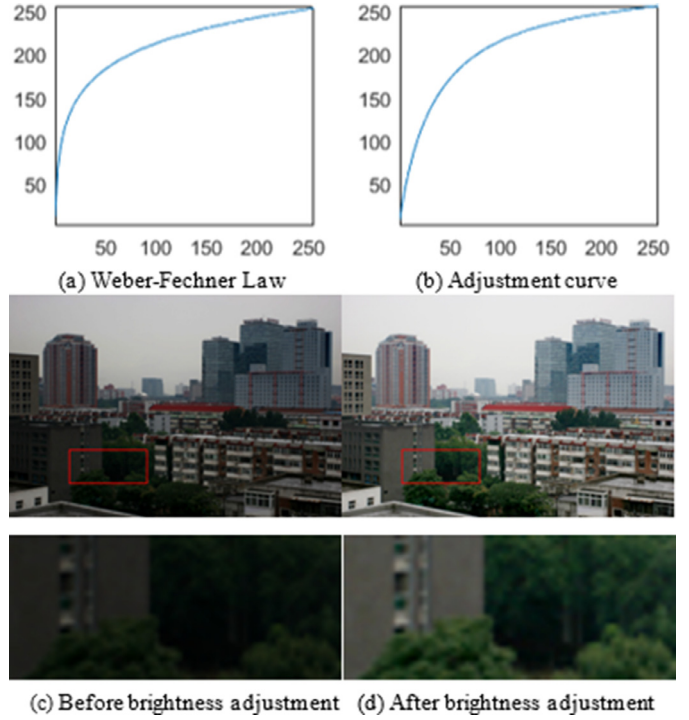 250
200
150
100
50
50 100 150 200 250
(a) Weber-Fechner Law
250
200
150
100
50
50 100 150 200 250
(b) Adjustment curve
(c) Before brightness adjustment
(d) After brightness adjustment